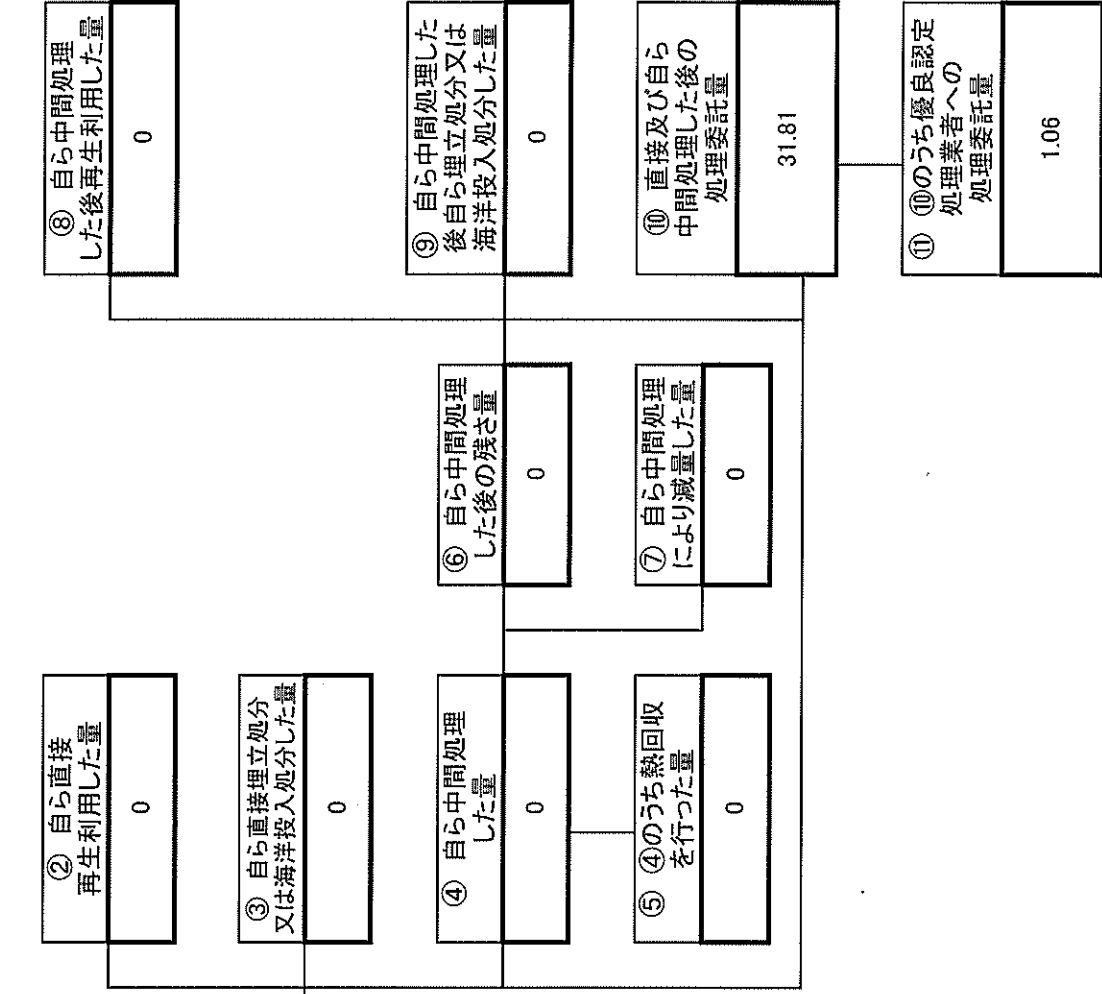 ② 自ら直接
再生利用した量
0
③ 自ら直接埋立処分
又は海洋投入処分した量
0
④ 自ら中間処理
した量
0
⑤ ④のうち熱回収
を行った量
0
⑥ 自ら中間処理
した後の残さ量
0
⑦ 自ら中間処理
により減量した量
0
⑧ 自ら中間処理
した後再生利用した量
0
⑨ 自ら中間処理した
後自ら埋立処分又は
海洋投入処分した量
0
⑩ 直接及び自ら
中間処理した後の
処理委託量
31.81
⑪ ⑩のうち優良認定
処理業者への
処理委託量
1.06